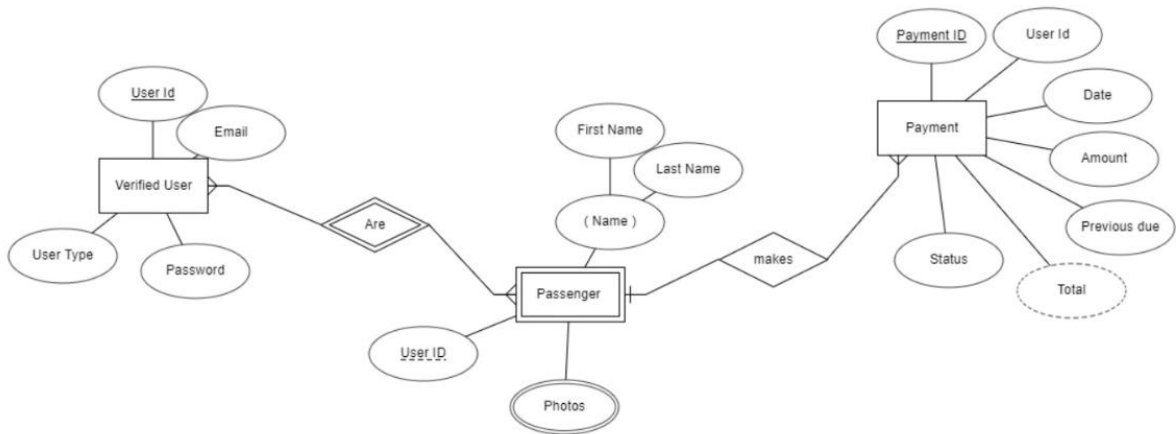 Payment ID
User Id
User Id
Email
Date
First Name
Payment
Last Name
Amount
Verified User
Are
( Name )
Previous due
User Type
Password
makes
Status
Passenger
Total
User ID
Photos